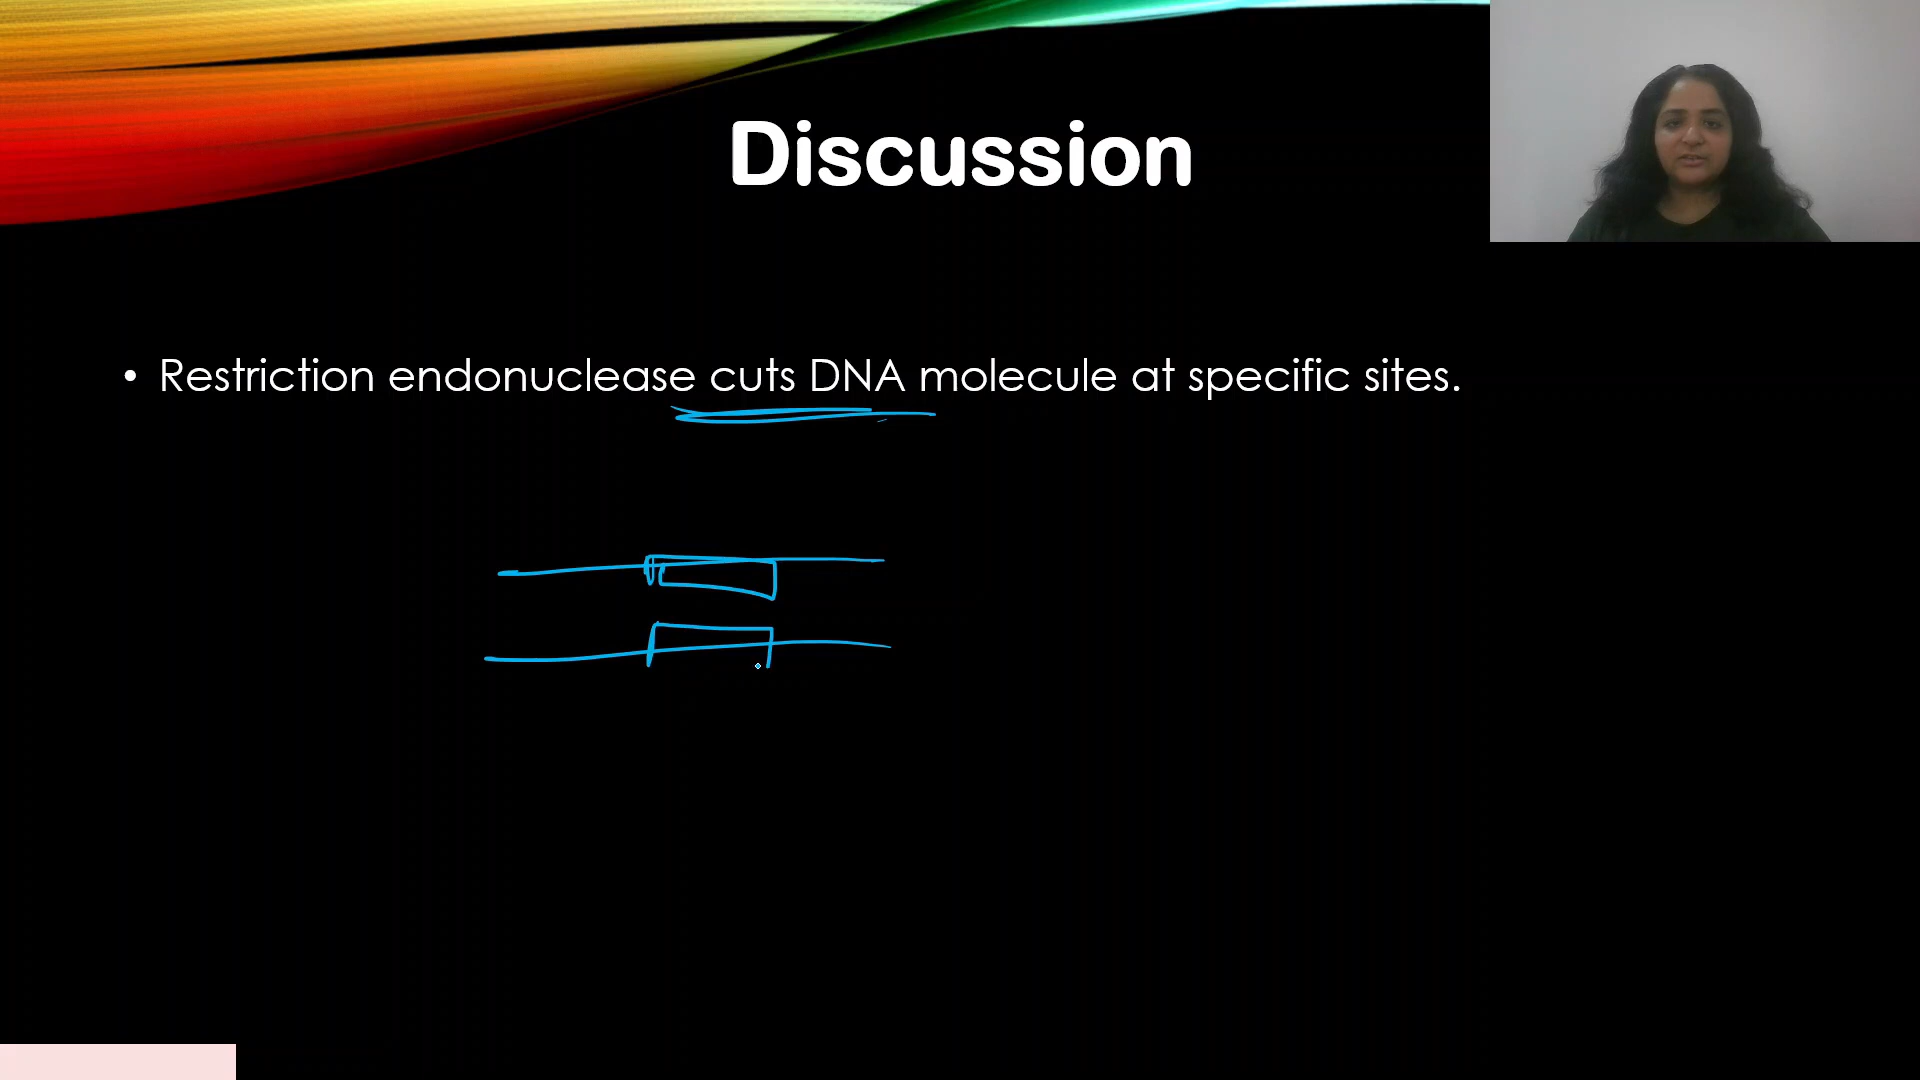 Discussion
• Restriction endonuclease cuts DNA molecule at specific sites.